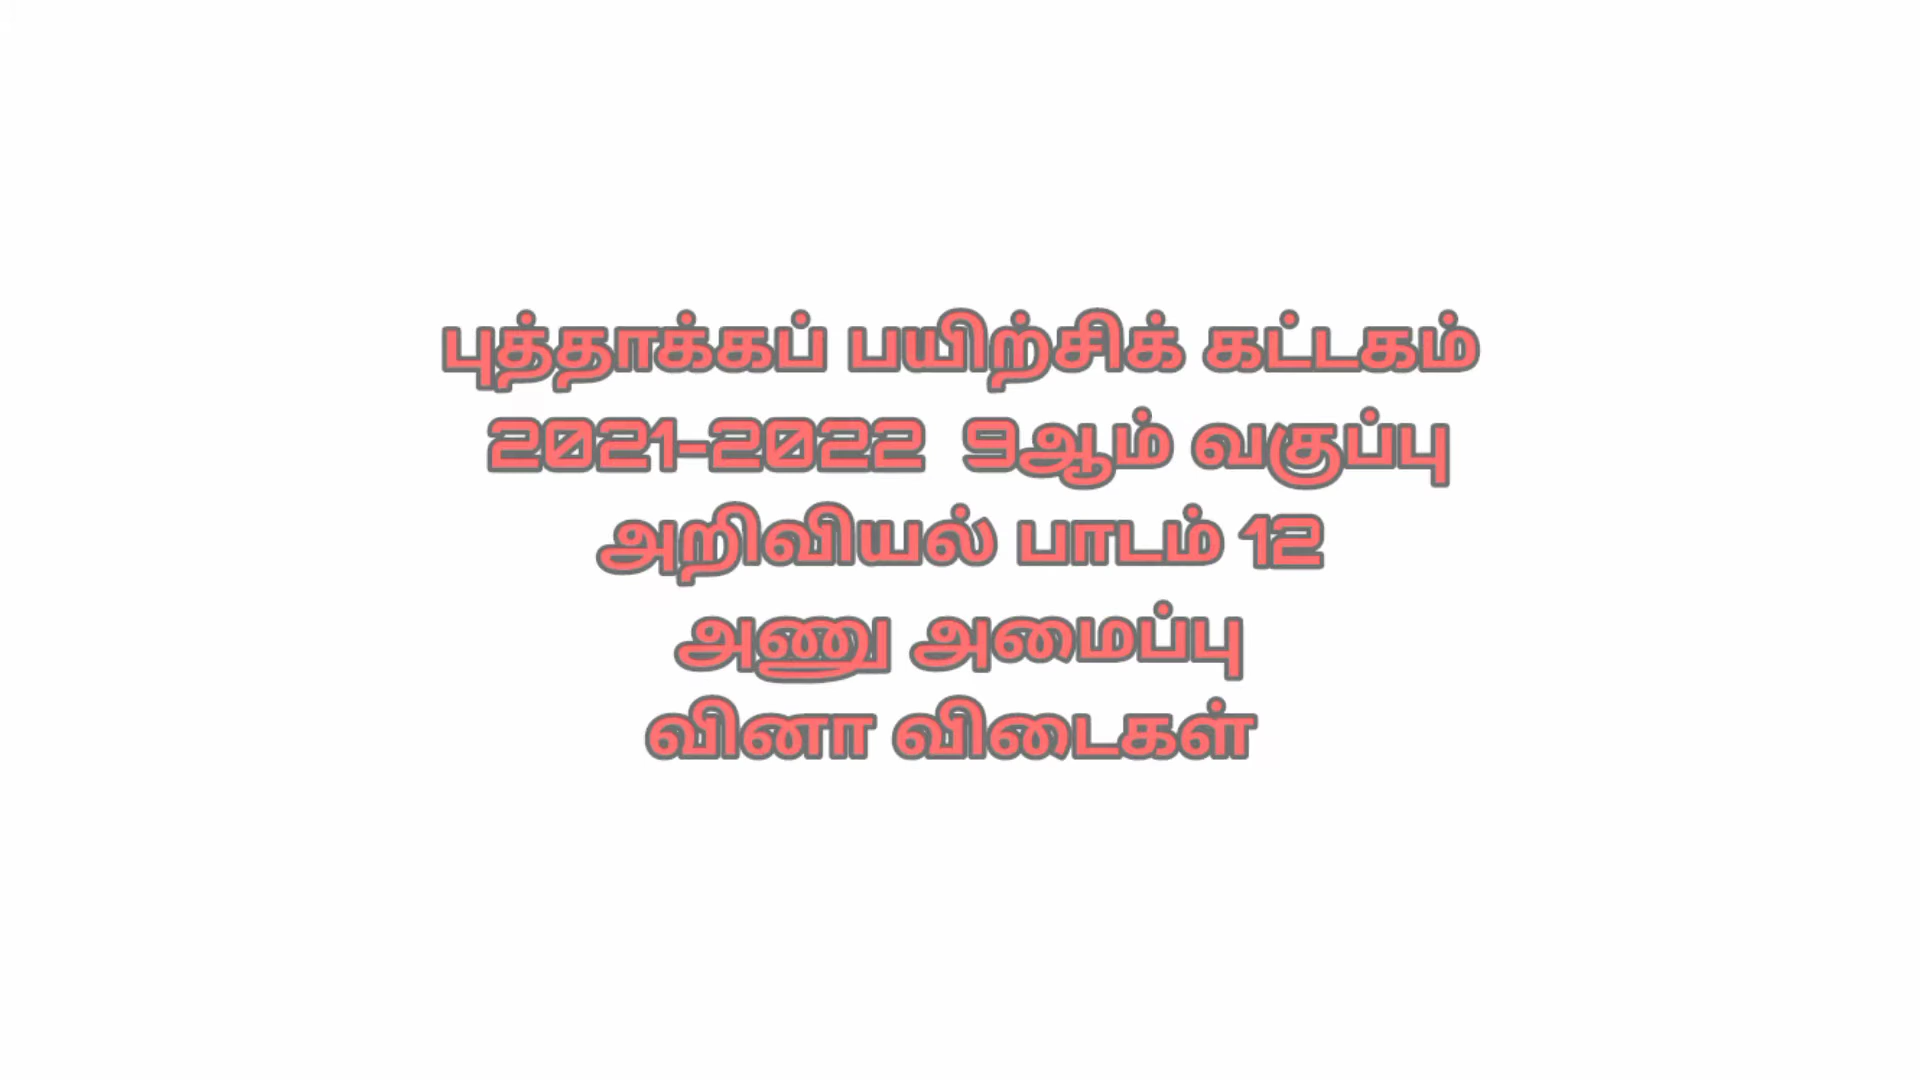 புத்தாக்கப் பயிற்சிக் கட்டகம்
2021-2022 9ஆம் வகுப்பு
அறிவியல் பாடம் 12
அணு அமைப்பு
வினா விடைகள்